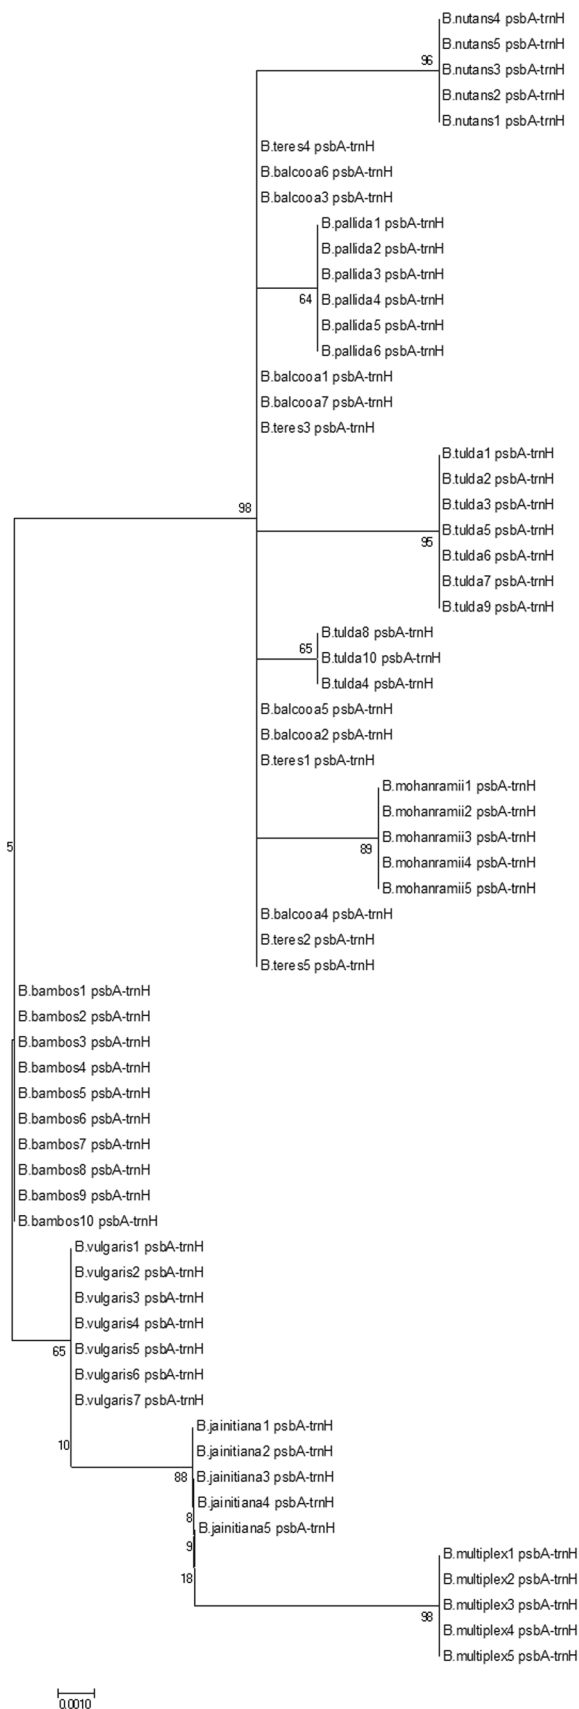 B.nutans4 psbA-trnH
B.nutans5 psbA-trnH
96
B.nutans3 psbA-trnH
B.nutans2 psbA-trnH
B.nutans1 psbA-trnH
B.teres4 psbA-trnH
B.balcooa6 psbA-trnH
B.balcooa3 psbA-trnH
B.pallida1 psbA-trnH
B.pallida2 psbA-trnH
B.pallida3 psbA-trnH
64
B.pallida4 psbA-trnH
B.pallida5 psbA-trnH
B.pallida6 psbA-trnH
B.balcooa1 psbA-trnH
B.balcooa7 psbA-trnH
B.teres3 psbA-trnH
B.tulda1 psbA-trnH
B.tulda2 psbA-trnH
B.tulda3 psbA-trnH
98
B.tulda5 psbA-trnH
95
B.tulda6 psbA-trnH
B.tulda7 psbA-trnH
B.tulda9 psbA-trnH
B.tulda8 psbA-trnH
65
B.tulda10 psbA-trnH
B.tulda4 psbA-trnH
B.balcooa5 psbA-trnH
B.balcooa2 psbA-trnH
B.teres1 psbA-trnH
B.mohanramii1 psbA-trnH
B.mohanramii2 psbA-trnH
B.mohanramii3 psbA-trnH
5
89
B.mohanramii4 psbA-trnH
B.mohanramii5 psbA-trnH
B.balcooa4 psbA-trnH
B.teres2 psbA-trnH
B.teres5 psbA-trnH
B.bambos1 psbA-trnH
B.bambos2 psbA-trnH
B.bambos3 psbA-trnH
B.bambos4 psbA-trnH
B.bambos5 psbA-trnH
B.bambos6 psbA-trnH
B.bambos7 psbA-trnH
B.bambos8 psbA-trnH
B.bambos9 psbA-trnH
B.bambos10 psbA-trnH
B.vulgaris1 psbA-trnH
B.vulgaris2 psbA-trnH
B.vulgaris3 psbA-trnH
B.vulgaris4 psbA-trnH
65
B.vulgaris5 psbA-trnH
B.vulgaris6 psbA-trnH
B.vulgaris7 psbA-trnH
B.jainitiana1 psbA-trnH
10
B.jainitiana2 psbA-trnH
88
B.jainitiana3 psbA-trnH
B.jainitiana4 psbA-trnH
8
B.jainitiana5 psbA-trnH
9
B.multiplex1 psbA-trnH
18
B.multiplex2 psbA-trnH
B.multiplex3 psbA-trnH
98
B.multiplex4 psbA-trnH
B.multiplex5 psbA-trnH
0.0010